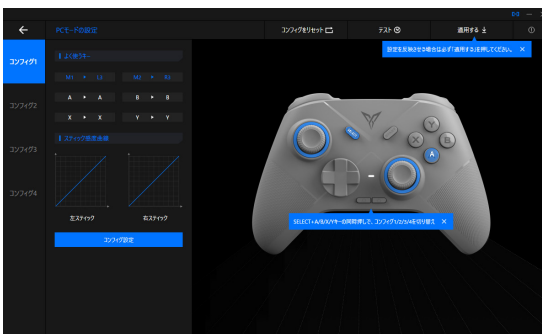 PCモードの設定
コンフィグをリセット
テスト
適用する
設定を反映させる場合は必ず「適用する」を押してください。 ×
コンフィグ1
よく使うキー
M1 ▸ L3
M2 ▸ R3
A ▸ A
B ▸ B
X ▸ X
Y ▸ Y
コンフィグ2
スティック感度曲線
コンフィグ3
コンフィグ4
左スティック
右スティック
コンフィグ設定
Y
X
B
A
SELECT+A/B/X/Yキーの同時押しで、コンフィグ1/2/3/4を切り替え ×